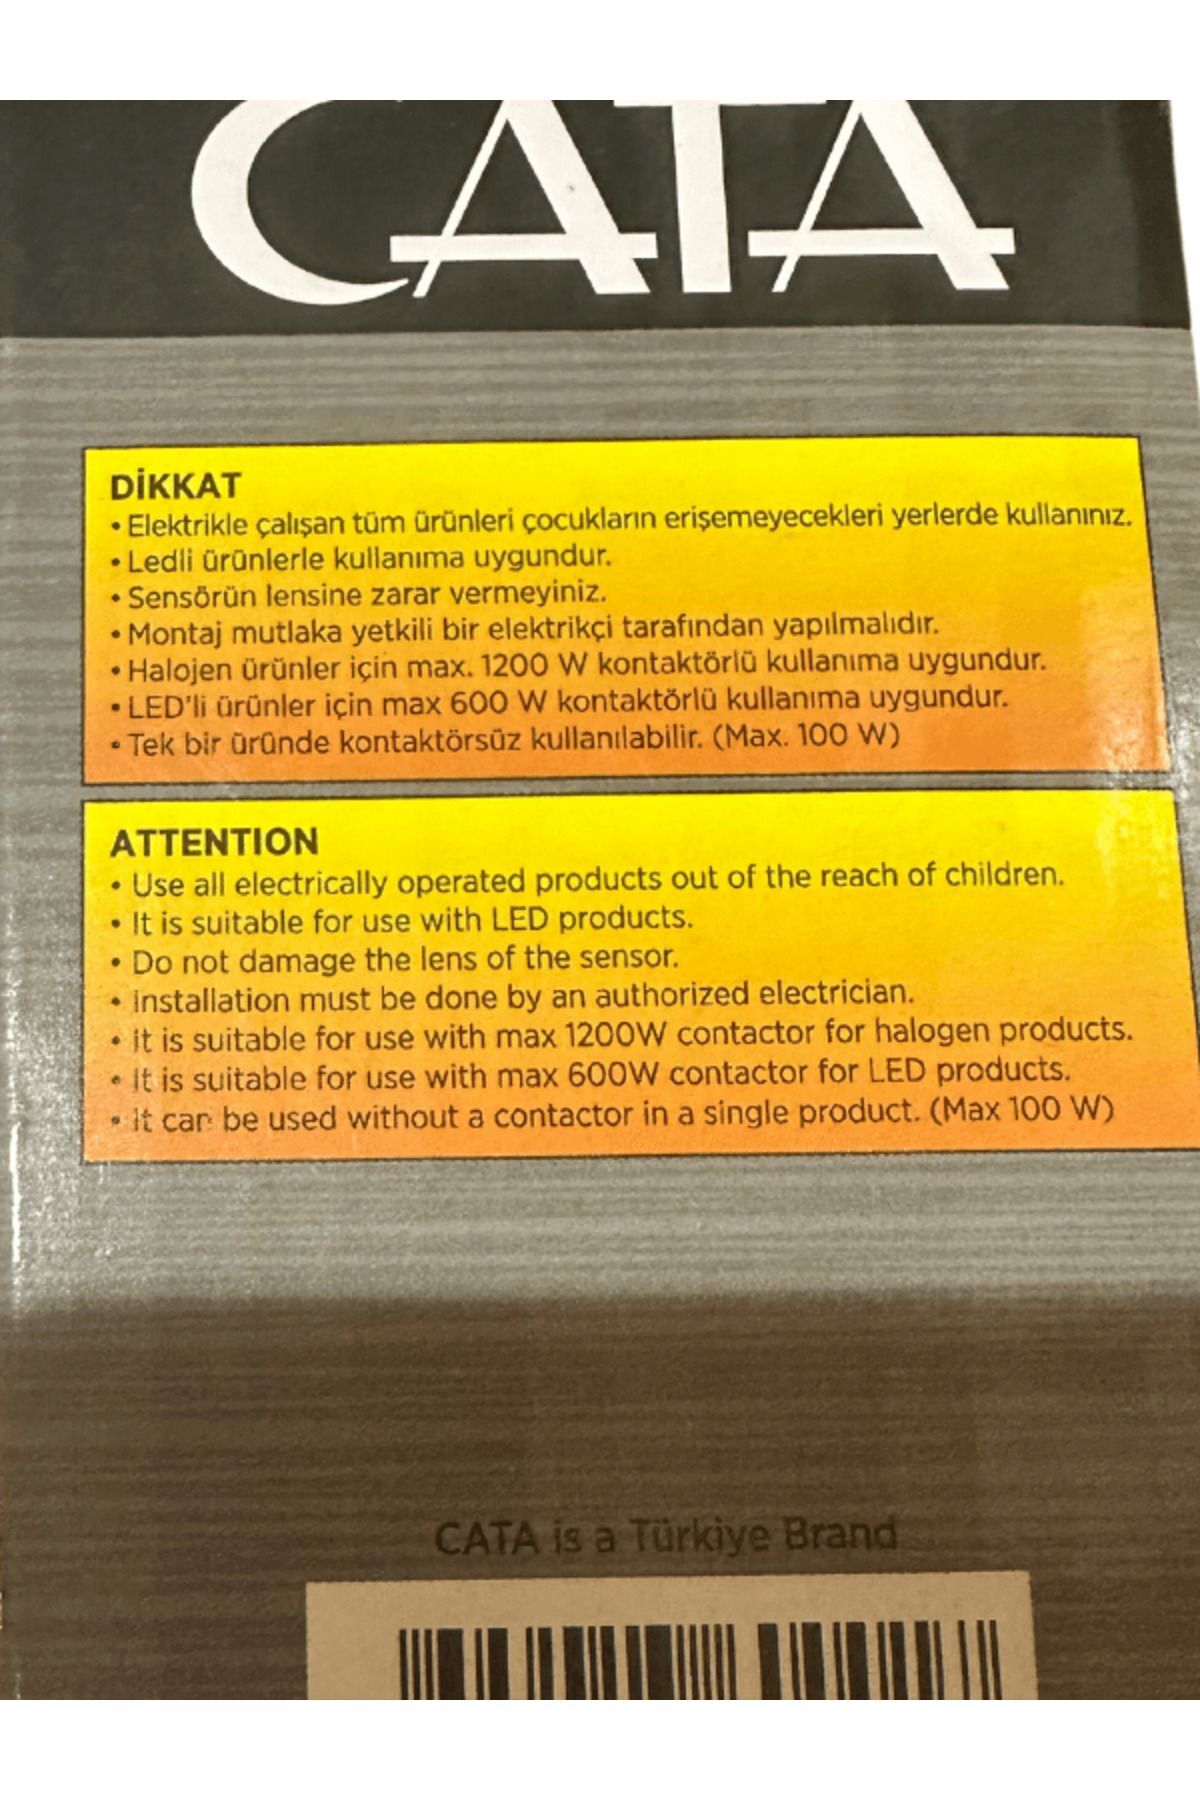 CATA
DİKKAT
• Elektrikle çalışan tüm ürünleri çocukların erişemeyecekleri yerlerde kullanınız.
• Ledli ürünlerle kullanıma uygundur.
• Sensörün lensine zarar vermeyiniz.
• Montaj mutlaka yetkili bir elektrikçi tarafından yapılmalıdır.
• Halojen ürünler için max. 1200 W kontaktörlü kullanıma uygundur.
• LED'li ürünler için max 600 W kontaktörlü kullanıma uygundur.
• Tek bir üründe kontaktörsüz kullanılabilir. (Max. 100 W)
ATTENTION
• Use all electrically operated products out of the reach of children.
• It is suitable for use with LED products.
• Do not damage the lens of the sensor.
• İnstallation must be done by an authorized electrician.
• İt is suitable for use with max 1200W contactor for halogen products.
• İt is suitable for use with max 600W contactor for LED products.
• İt can be used without a contactor in a single product. (Max 100 W)
CATA is a Türkiye Brand